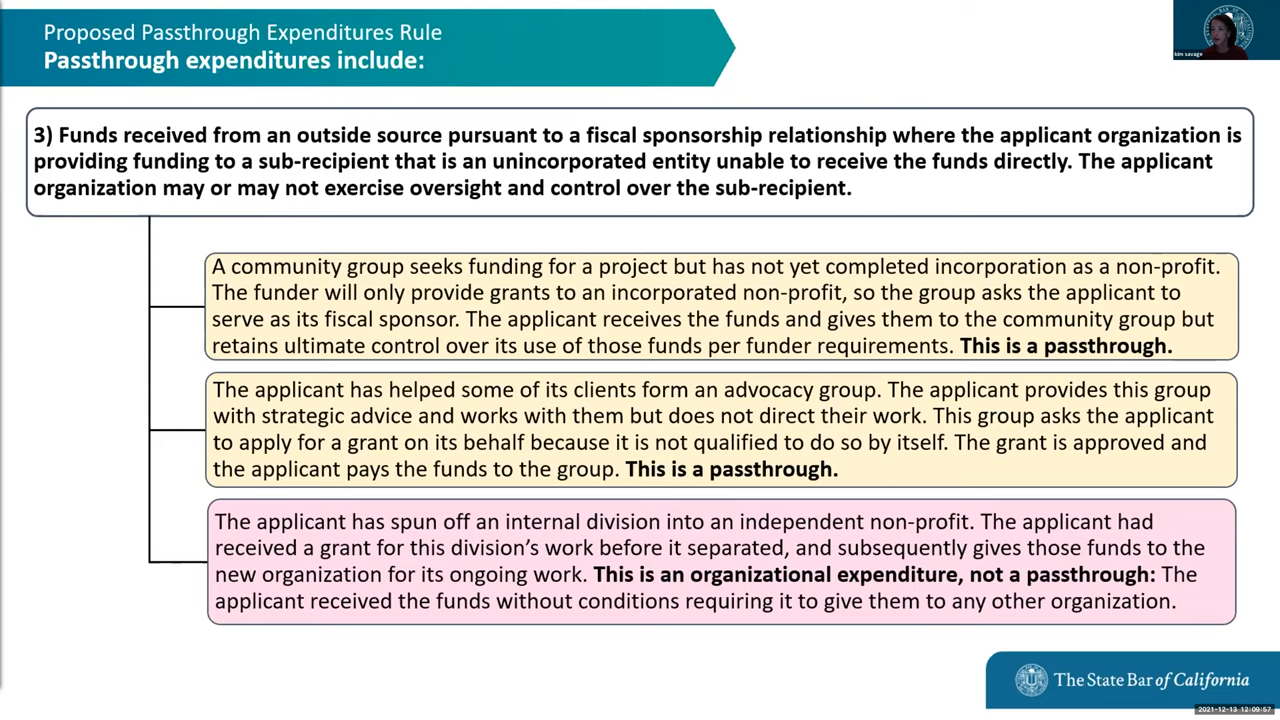 Proposed Passthrough Expenditures Rule
Passthrough expenditures include:
kim savage
3) Funds received from an outside source pursuant to a fiscal sponsorship relationship where the applicant organization is
providing funding to a sub-recipient that is an unincorporated entity unable to receive the funds directly. The applicant
organization may or may not exercise oversight and control over the sub-recipient.
A community group seeks funding for a project but has not yet completed incorporation as a non-profit.
The funder will only provide grants to an incorporated non-profit, so the group asks the applicant to
serve as its fiscal sponsor. The applicant receives the funds and gives them to the community group but
retains ultimate control over its use of those funds per funder requirements. This is a passthrough.
The applicant has helped some of its clients form an advocacy group. The applicant provides this group
with strategic advice and works with them but does not direct their work. This group asks the applicant
to apply for a grant on its behalf because it is not qualified to do so by itself. The grant is approved and
the applicant pays the funds to the group. This is a passthrough.
The applicant has spun off an internal division into an independent non-profit. The applicant had
received a grant for this division's work before it separated, and subsequently gives those funds to the
new organization for its ongoing work. This is an organizational expenditure, not a passthrough: The
applicant received the funds without conditions requiring it to give them to any other organization.
The State Bar of California
2021-12-13 12:09:57